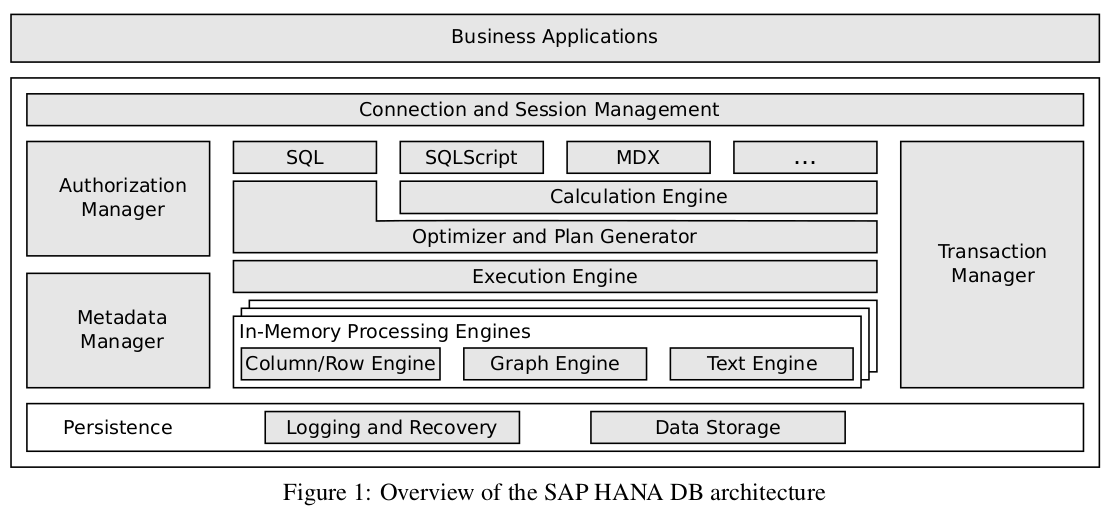 Business Applications
Connection and Session Management
Authorization
Manager
SQL
SQLScript
MDX
...
Calculation Engine
Optimizer and Plan Generator
Execution Engine
Transaction
Manager
Metadata
Manager
In-Memory Processing Engines
Column/Row Engine
Graph Engine
Text Engine
Persistence
Logging and Recovery
Data Storage
Figure 1: Overview of the SAP HANA DB architecture